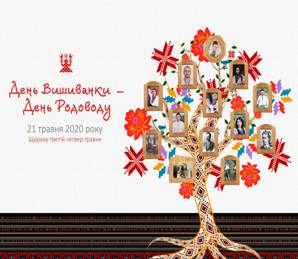 День Вишиванки –
День Родоводу
21 травня 2020 року
Щороку третій четвер травня